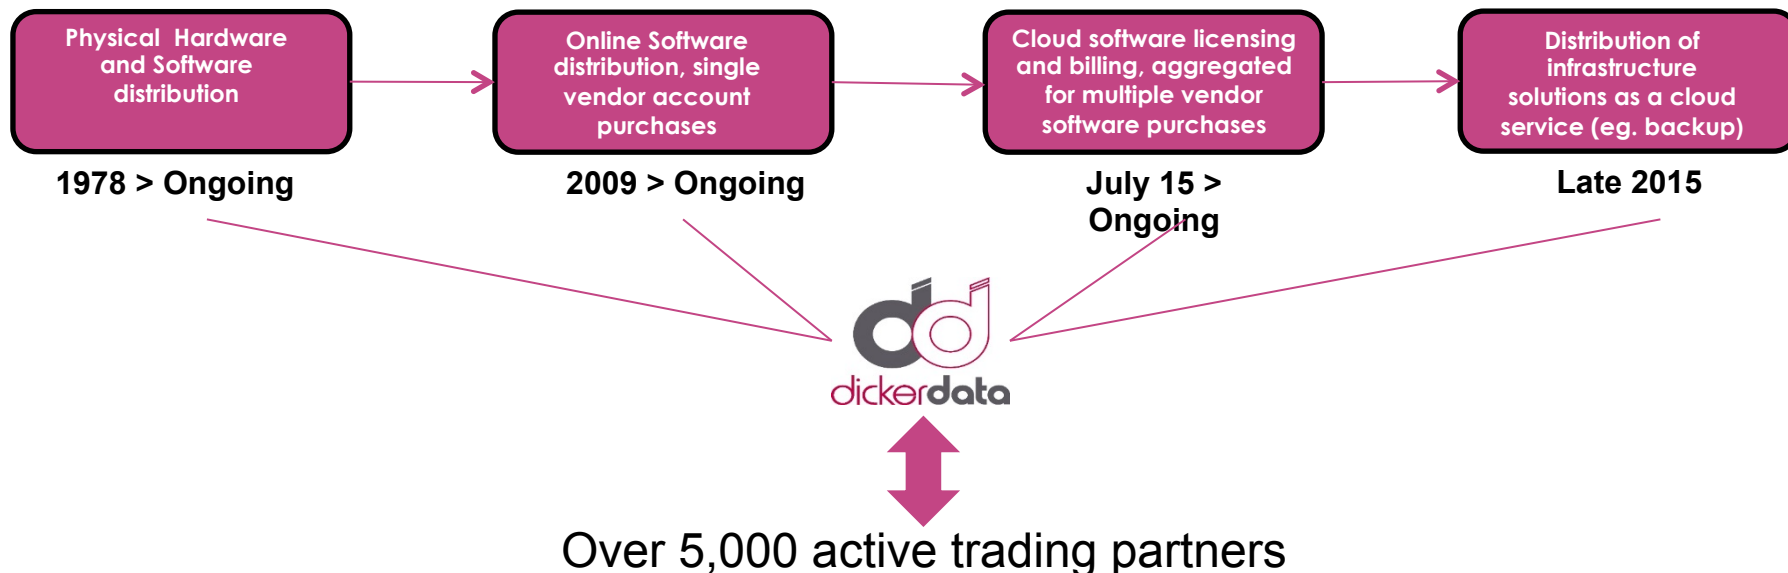 Physical Hardware
and Software
distribution
Online Software
distribution, single
vendor account
purchases
Cloud software licensing
and billing, aggregated
for multiple vendor
software purchases
Distribution of
infrastructure
solutions as a cloud
service (eg. backup)
1978 > Ongoing
2009 > Ongoing
July 15 >
Ongoing
Late 2015
dd
dickerdata
Over 5,000 active trading partners